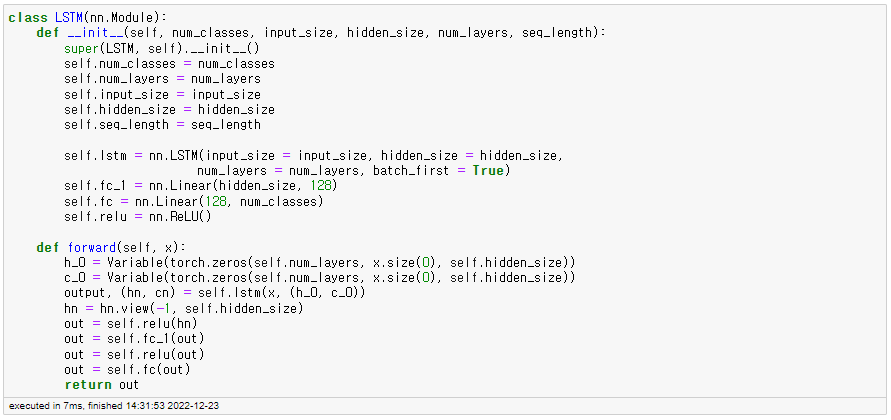 class LSTM(nn.Module):
    def __init__(self, num_classes, input_size, hidden_size, num_layers, seq_length):
        super(LSTM, self).__init__()
        self.num_classes = num_classes
        self.num_layers = num_layers
        self.input_size = input_size
        self.hidden_size = hidden_size
        self.seq_length = seq_length

        self.lstm = nn.LSTM(input_size = input_size, hidden_size = hidden_size,
                            num_layers = num_layers, batch_first = True)
        self.fc_1 = nn.Linear(hidden_size, 128)
        self.fc = nn.Linear(128, num_classes)
        self.relu = nn.ReLU()

    def forward(self, x):
        h_0 = Variable(torch.zeros(self.num_layers, x.size(0), self.hidden_size))
        c_0 = Variable(torch.zeros(self.num_layers, x.size(0), self.hidden_size))
        output, (hn, cn) = self.lstm(x, (h_0, c_0))
        hn = hn.view(-1, self.hidden_size)
        out = self.relu(hn)
        out = self.fc_1(out)
        out = self.relu(out)
        out = self.fc(out)
        return out
executed in 7ms, finished 14:31:53 2022-12-23